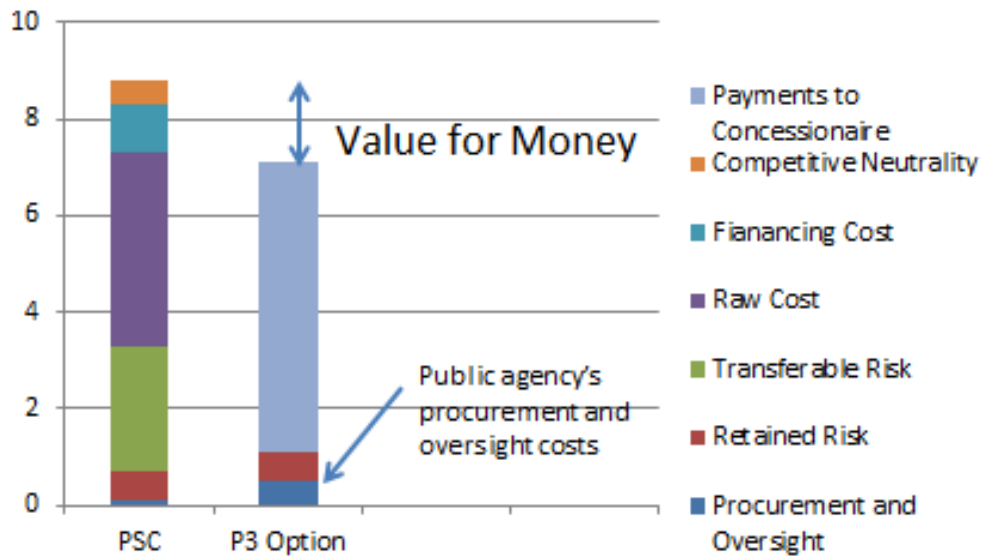 10
8
6
4
2
0
PSC
P3 Option
Value for Money
Public agency's
procurement and
oversight costs
Payments to
Concessionaire
Competitive Neutrality
Fianancing Cost
Raw Cost
Transferable Risk
Retained Risk
Procurement and
Oversight